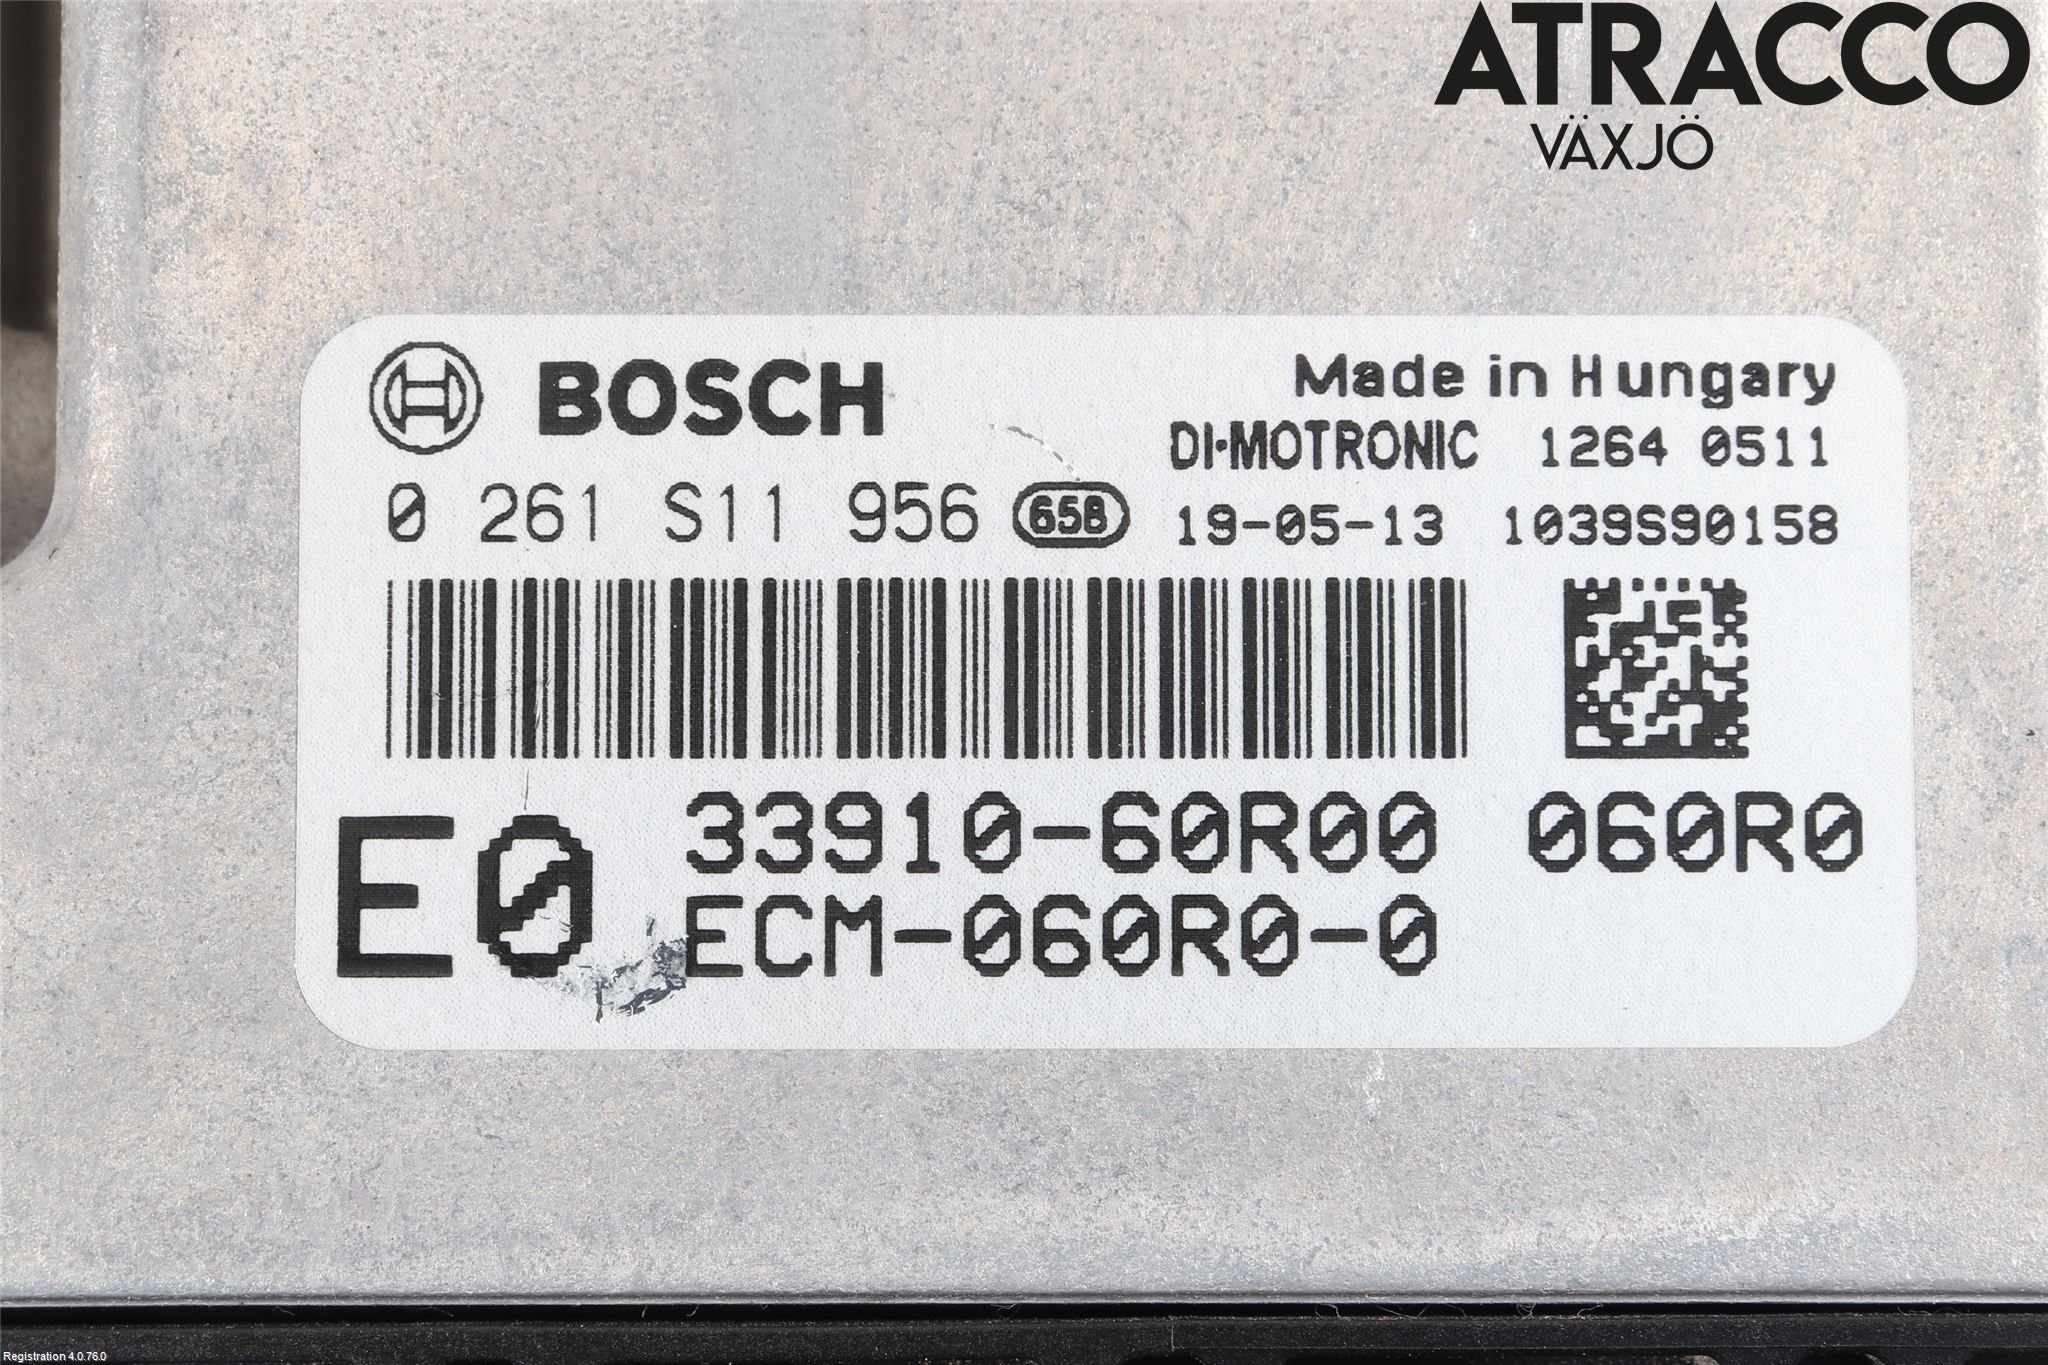 ATRACCO
VÄXJÖ
BOSCH
Made in Hungary
DI·MOTRONIC 1264 0511
0 261 S11 956 658 19-05-13 1039S90158
E0
33910-60R00 060R0
ECM-060R0-0
Registration 4.0.76.0